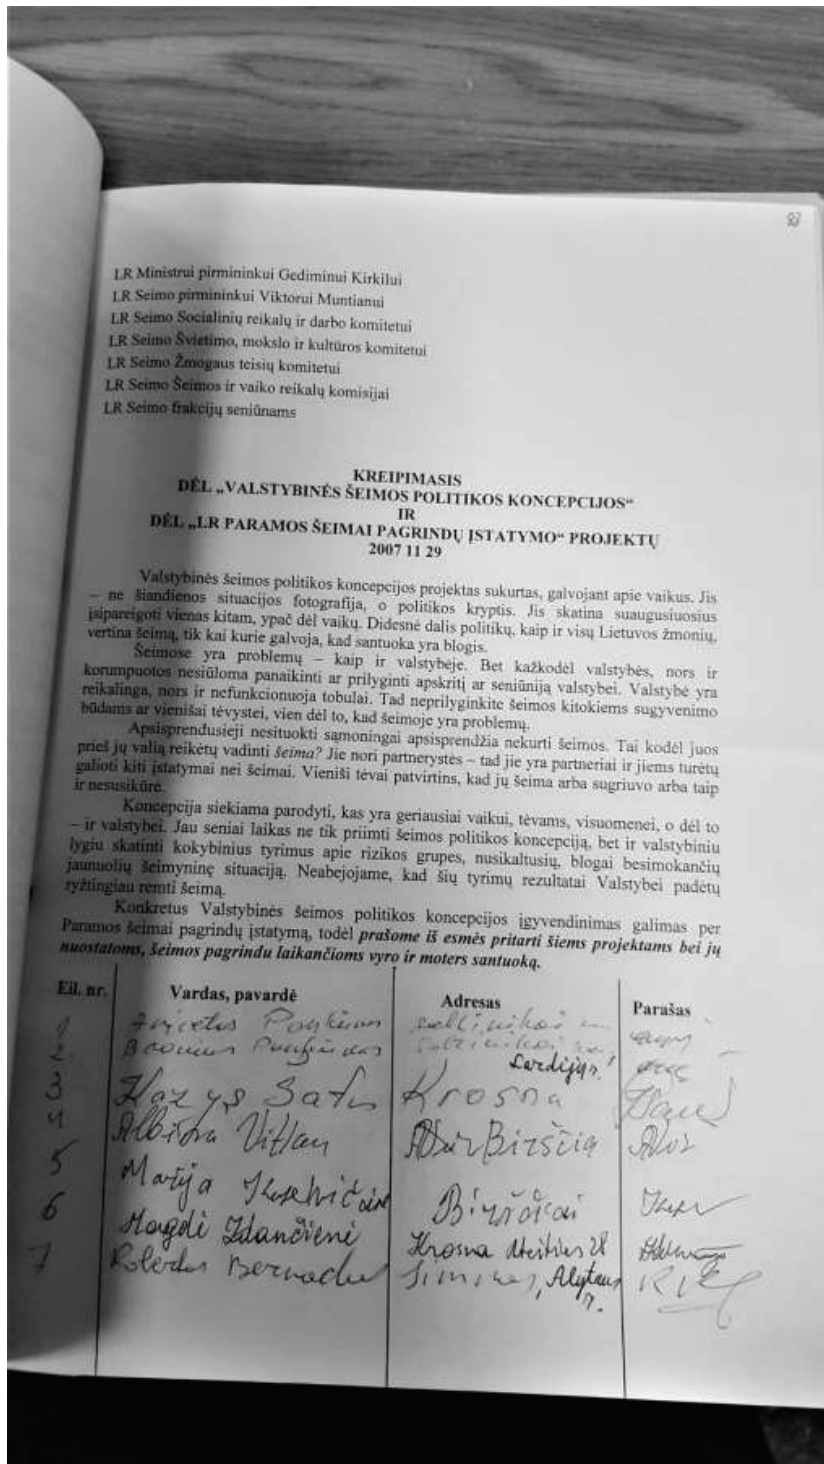 LR Ministrui pirmininkui Gediminui Kirkilui
LR Seimo pirmininkui Viktorui Muntianui
LR Seimo Socialinių reikalų ir darbo komitetui
LR Seimo Švietimo, mokslo ir kultūros komitetui
LR Seimo Žmogaus teisių komitetui
LR Seimo Šeimos ir vaiko reikalų komisijai
LR Seimo frakcijų seniūnams
KREIPIMASIS
DĖL „VALSTYBINĖS ŠEIMOS POLITIKOS KONCEPCIJOS“
IR
DĖL „LR PARAMOS ŠEIMAI PAGRINDŲ ĮSTATYMO“ PROJEKTŲ
2007 11 29
Valstybinės šeimos politikos koncepcijos projektas sukurtas, galvojant apie vaikus. Jis
– ne šiandienos situacijos fotografija, o politikos kryptis. Jis skatina suaugusiuosius
įsipareigoti vienas kitam, ypač dėl vaikų. Didesnė dalis politikų, kaip ir visų Lietuvos žmonių,
vertina šeimą, tik kai kurie galvoja, kad santuoka yra blogis.
Šeimose yra problemų – kaip ir valstybėje. Bet kažkodėl valstybės, nors ir
korumpuotos nesiūloma panaikinti ar prilyginti apskritį ar seniūniją valstybei. Valstybė yra
reikalinga, nors ir nefunkcionuoja tobulai. Tad neprilyginkite šeimos kitokiems sugyvenimo
būdams ar vienišai tėvystei, vien dėl to, kad šeimoje yra problemų.
Apsisprendusieji nesituokti sąmoningai apsisprendžia nekurti šeimos. Tai kodėl juos
prieš jų valią reikėtų vadinti šeima? Jie nori partnerystės – tad jie yra partneriai ir jiems turėtų
galioti kiti įstatymai nei šeimai. Vieniši tėvai patvirtins, kad jų šeima arba sugriuvo arba taip
ir nesusikūrė.
Koncepcija siekiama parodyti, kas yra geriausiai vaikui, tėvams, visuomenei, o dėl to
– ir valstybei. Jau seniai laikas ne tik priimti šeimos politikos koncepciją, bet ir valstybiniu
lygiu skatinti kokybinius tyrimus apie rizikos grupes, nusikaltusių, blogai besimokančių
jaunuolių šeimyninę situaciją. Neabejojame, kad šių tyrimų rezultatai Valstybei padėtų
ryžtingiau remti šeimą.
Konkretus Valstybinės šeimos politikos koncepcijos įgyvendinimas galimas per
Paramos šeimai pagrindų įstatymą, todėl prašome iš esmės pritarti šiems projektams bei jų
nuostatoms, šeimos pagrindu laikančioms vyro ir moters santuoką.
Eil. nr. Vardas, pavardė Adresas Parašas
1
2
3 Kazys Krosna
4 Albina
5 Marija
6 Magdė Zdančienė Krosna 28
7 Alytaus r.